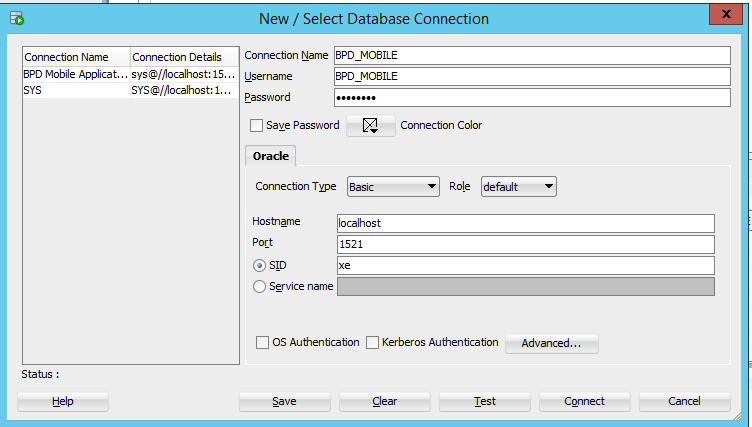 New / Select Database Connection
X
Connection Name Connection Details
BPD Mobile Applicat... sys@//localhost:15...
SYS SYS@//localhost:1...
Connection Name BPD_MOBILE
Username BPD_MOBILE
Password ••••••••
Save Password Connection Color
Oracle
Connection Type Basic Role default
Hostname localhost
Port 1521
SID xe
Service name
OS Authentication Kerberos Authentication Advanced...
Status :
Help Save Clear Test Connect Cancel